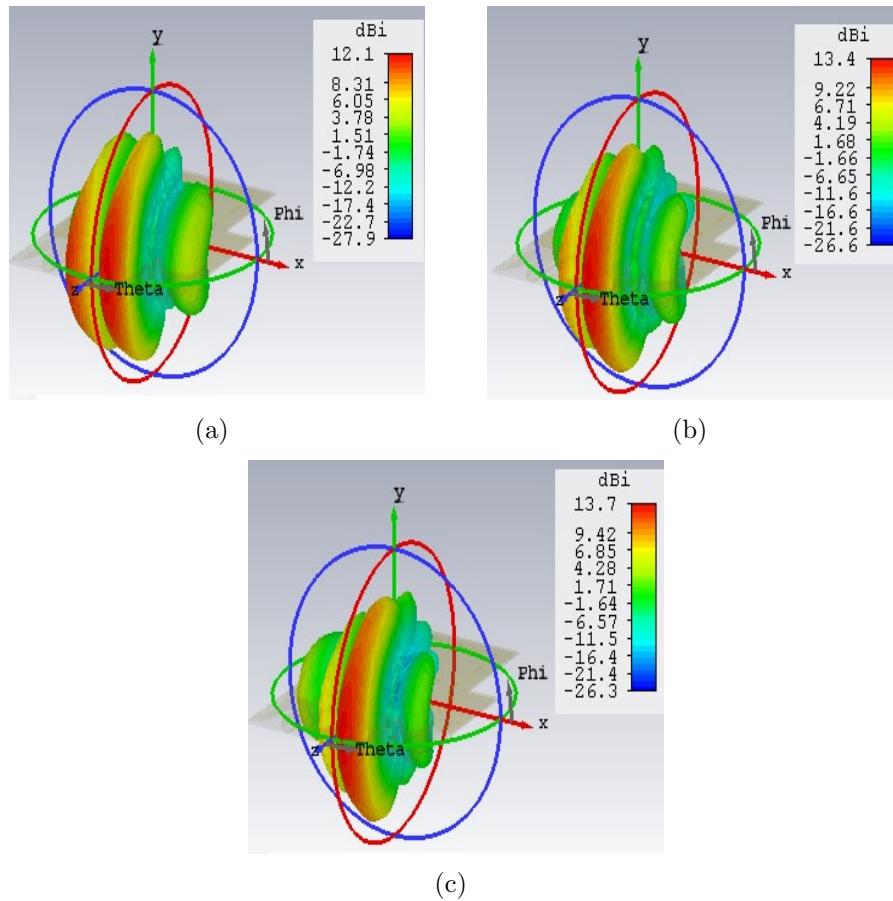 dBi
12.1
8.31
6.05
3.78
1.51
-1.74
-6.98
-12.2
-17.4
-22.7
-27.9
y
Phi
x
z
Theta
(a)
dBi
13.4
9.22
6.71
4.19
1.68
-1.66
-6.65
-11.6
-16.6
-21.6
-26.6
y
Phi
x
z
Theta
(b)
dBi
13.7
9.42
6.85
4.28
1.71
-1.64
-6.57
-11.5
-16.4
-21.4
-26.3
y
Phi
x
z
Theta
(c)